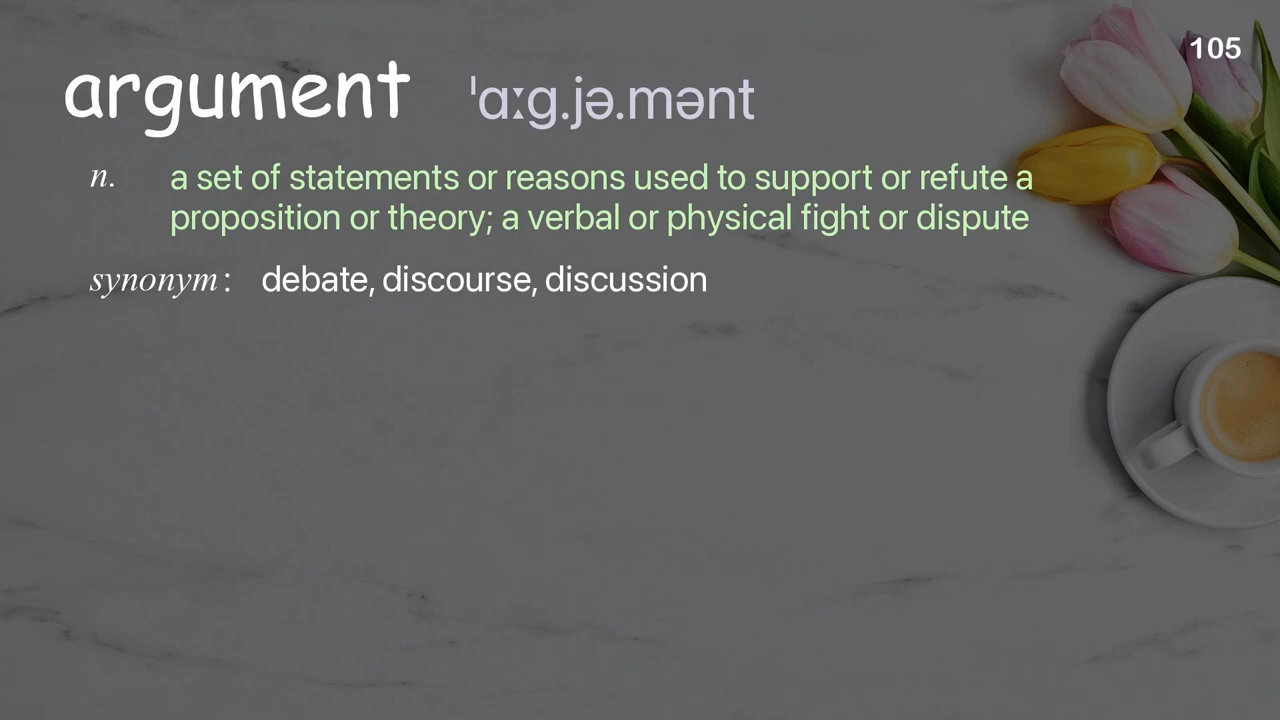 105
argument ˈɑːɡ.jə.mənt
n. a set of statements or reasons used to support or refute a
proposition or theory; a verbal or physical fight or dispute
synonym: debate, discourse, discussion